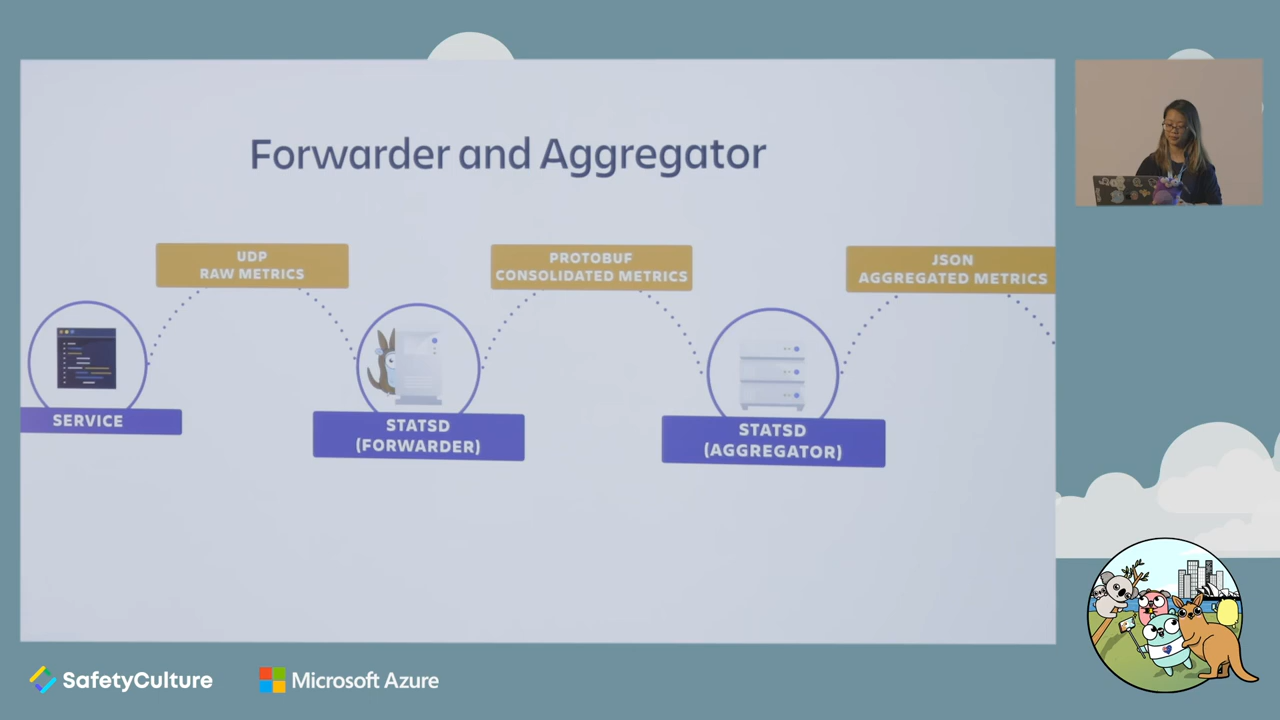 Forwarder and Aggregator
UDP
RAW METRICS
PROTOBUF
CONSOLIDATED METRICS
JSON
AGGREGATED METRICS
SERVICE
STATSD
(FORWARDER)
STATSD
(AGGREGATOR)
SafetyCulture
Microsoft Azure